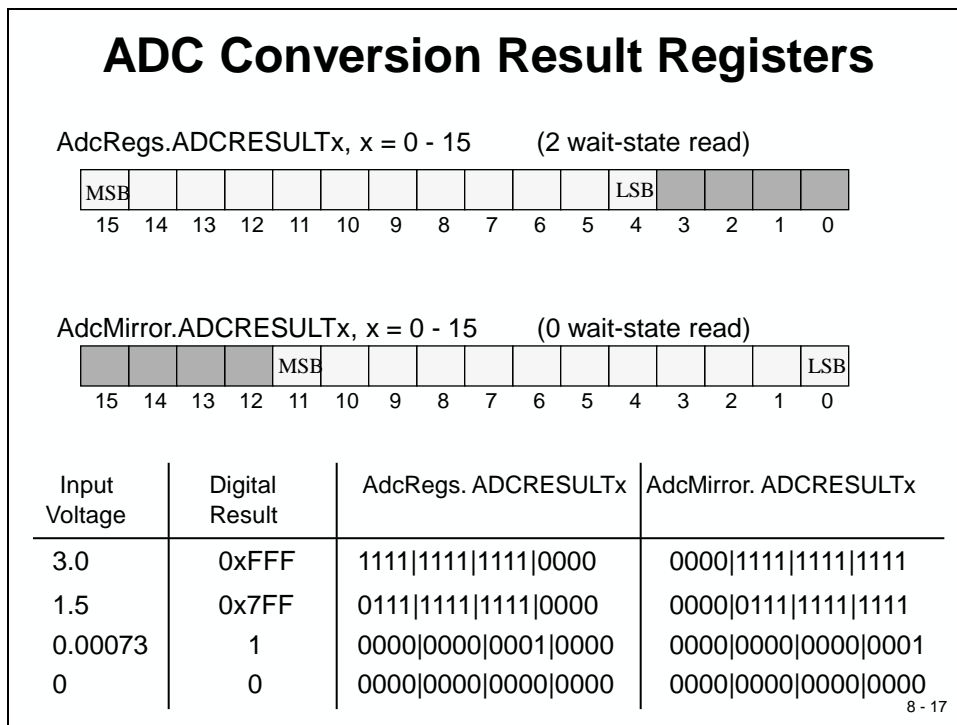 ADC Conversion Result Registers
AdcRegs.ADCRESULTx, x = 0 - 15 (2 wait-state read)
MSB LSB
15 14 13 12 11 10 9 8 7 6 5 4 3 2 1 0
AdcMirror.ADCRESULTx, x = 0 - 15 (0 wait-state read)
MSB LSB
15 14 13 12 11 10 9 8 7 6 5 4 3 2 1 0
Input Digital AdcRegs. ADCRESULTx AdcMirror. ADCRESULTx
Voltage Result
3.0 0xFFF 1111|1111|1111|0000 0000|1111|1111|1111
1.5 0x7FF 0111|1111|1111|0000 0000|0111|1111|1111
0.00073 1 0000|0000|0001|0000 0000|0000|0000|0001
0 0 0000|0000|0000|0000 0000|0000|0000|0000
8 - 17